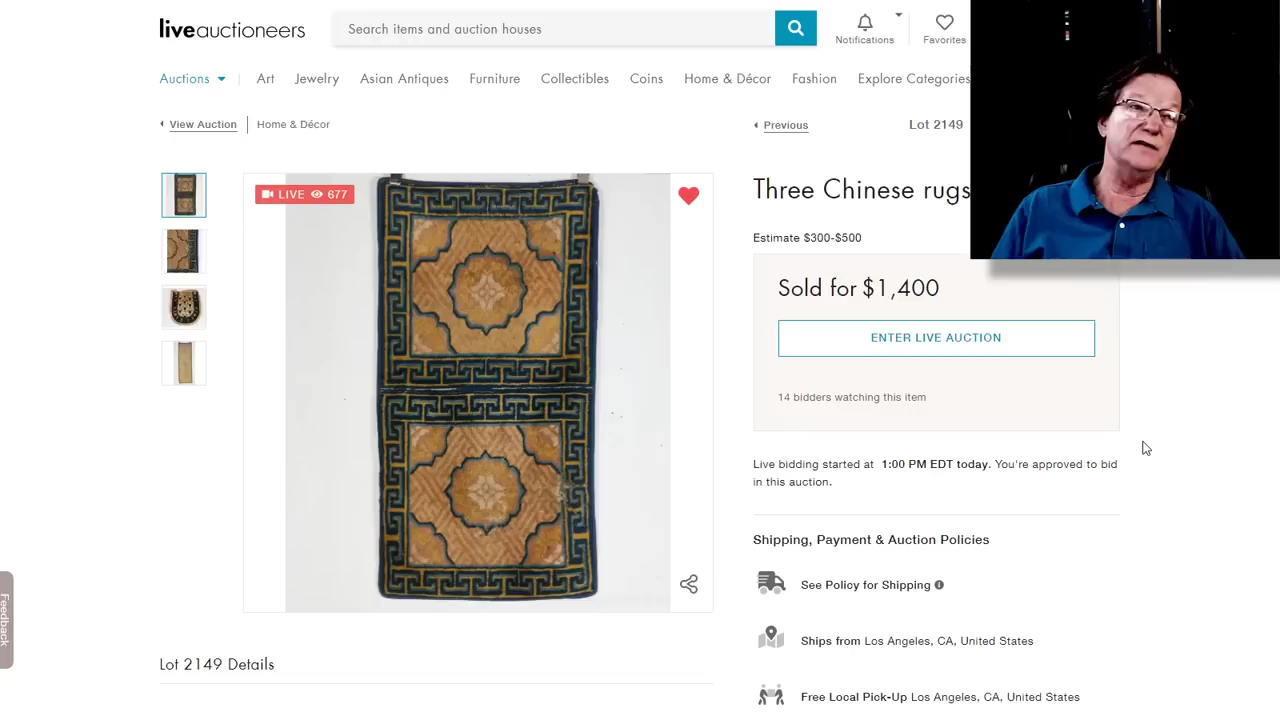 liveauctioneers
Search items and auction houses
Notifications
Favorites
Auctions
Art
Jewelry
Asian Antiques
Furniture
Collectibles
Coins
Home & Décor
Fashion
Explore Categories
View Auction
Home & Décor
Previous
Lot 2149
LIVE 677
Three Chinese rugs
Estimate $300-$500
Sold for $1,400
ENTER LIVE AUCTION
14 bidders watching this item
Live bidding started at 1:00 PM EDT today. You're approved to bid
in this auction.
Shipping, Payment & Auction Policies
See Policy for Shipping
Ships from Los Angeles, CA, United States
Free Local Pick-Up Los Angeles, CA, United States
Feedback
Lot 2149 Details